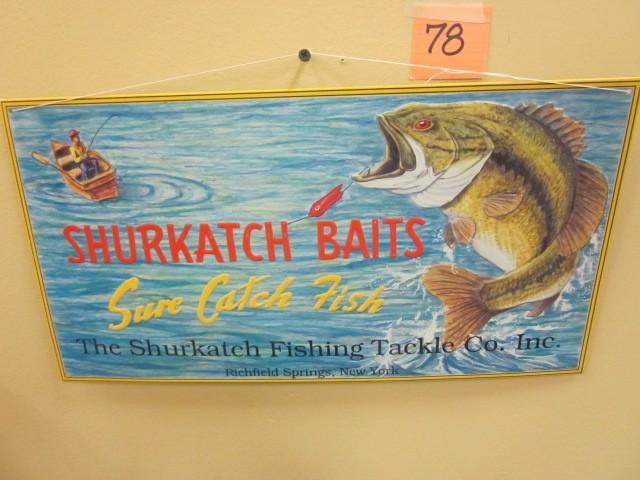 78
SHURKATCH BAITS
Sure Catch Fish
The Shurkatch Fishing Tackle Co. Inc.
Richfield Springs, New York